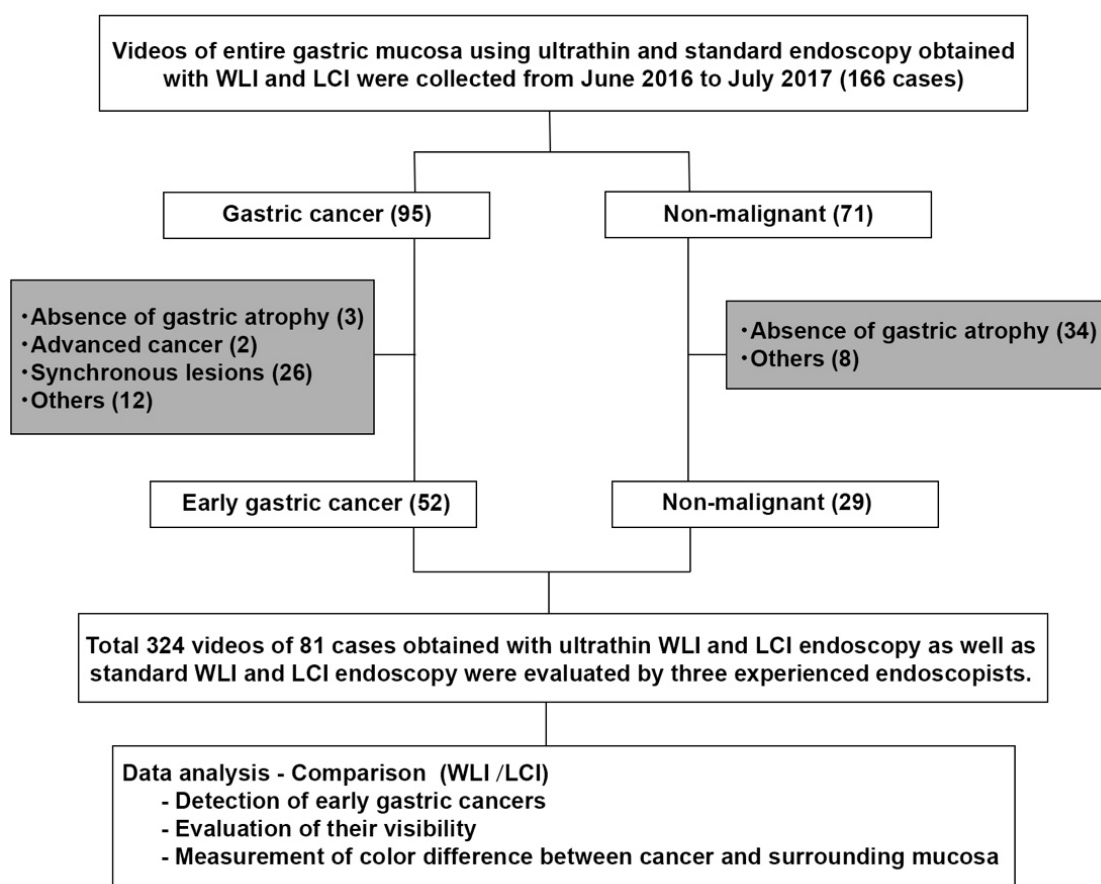 Videos of entire gastric mucosa using ultrathin and standard endoscopy obtained
with WLI and LCI were collected from June 2016 to July 2017 (166 cases)
Gastric cancer (95)
Non-malignant (71)
・Absence of gastric atrophy (3)
・Advanced cancer (2)
・Synchronous lesions (26)
・Others (12)
・Absence of gastric atrophy (34)
・Others (8)
Early gastric cancer (52)
Non-malignant (29)
Total 324 videos of 81 cases obtained with ultrathin WLI and LCI endoscopy as well as
standard WLI and LCI endoscopy were evaluated by three experienced endoscopists.
Data analysis - Comparison (WLI /LCI)
- Detection of early gastric cancers
- Evaluation of their visibility
- Measurement of color difference between cancer and surrounding mucosa